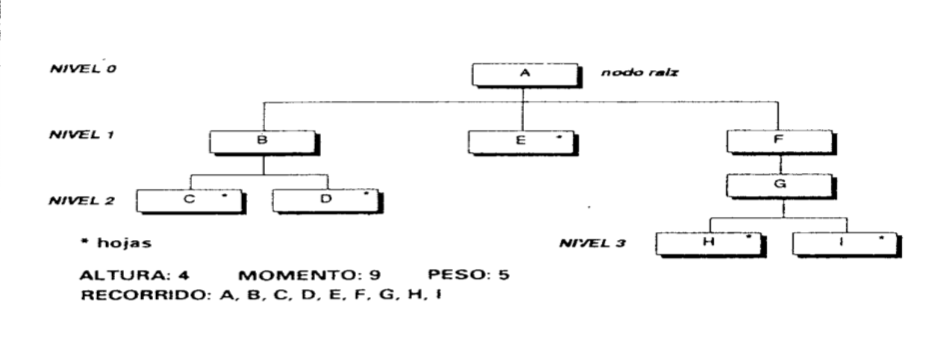 NIVEL 0 A nodo raiz
NIVEL 1 B E * F
G
NIVEL 2 C * D *
* hojas NIVEL 3 H * I *
ALTURA: 4 MOMENTO: 9 PESO: 5
RECORRIDO: A, B, C, D, E, F, G, H, I